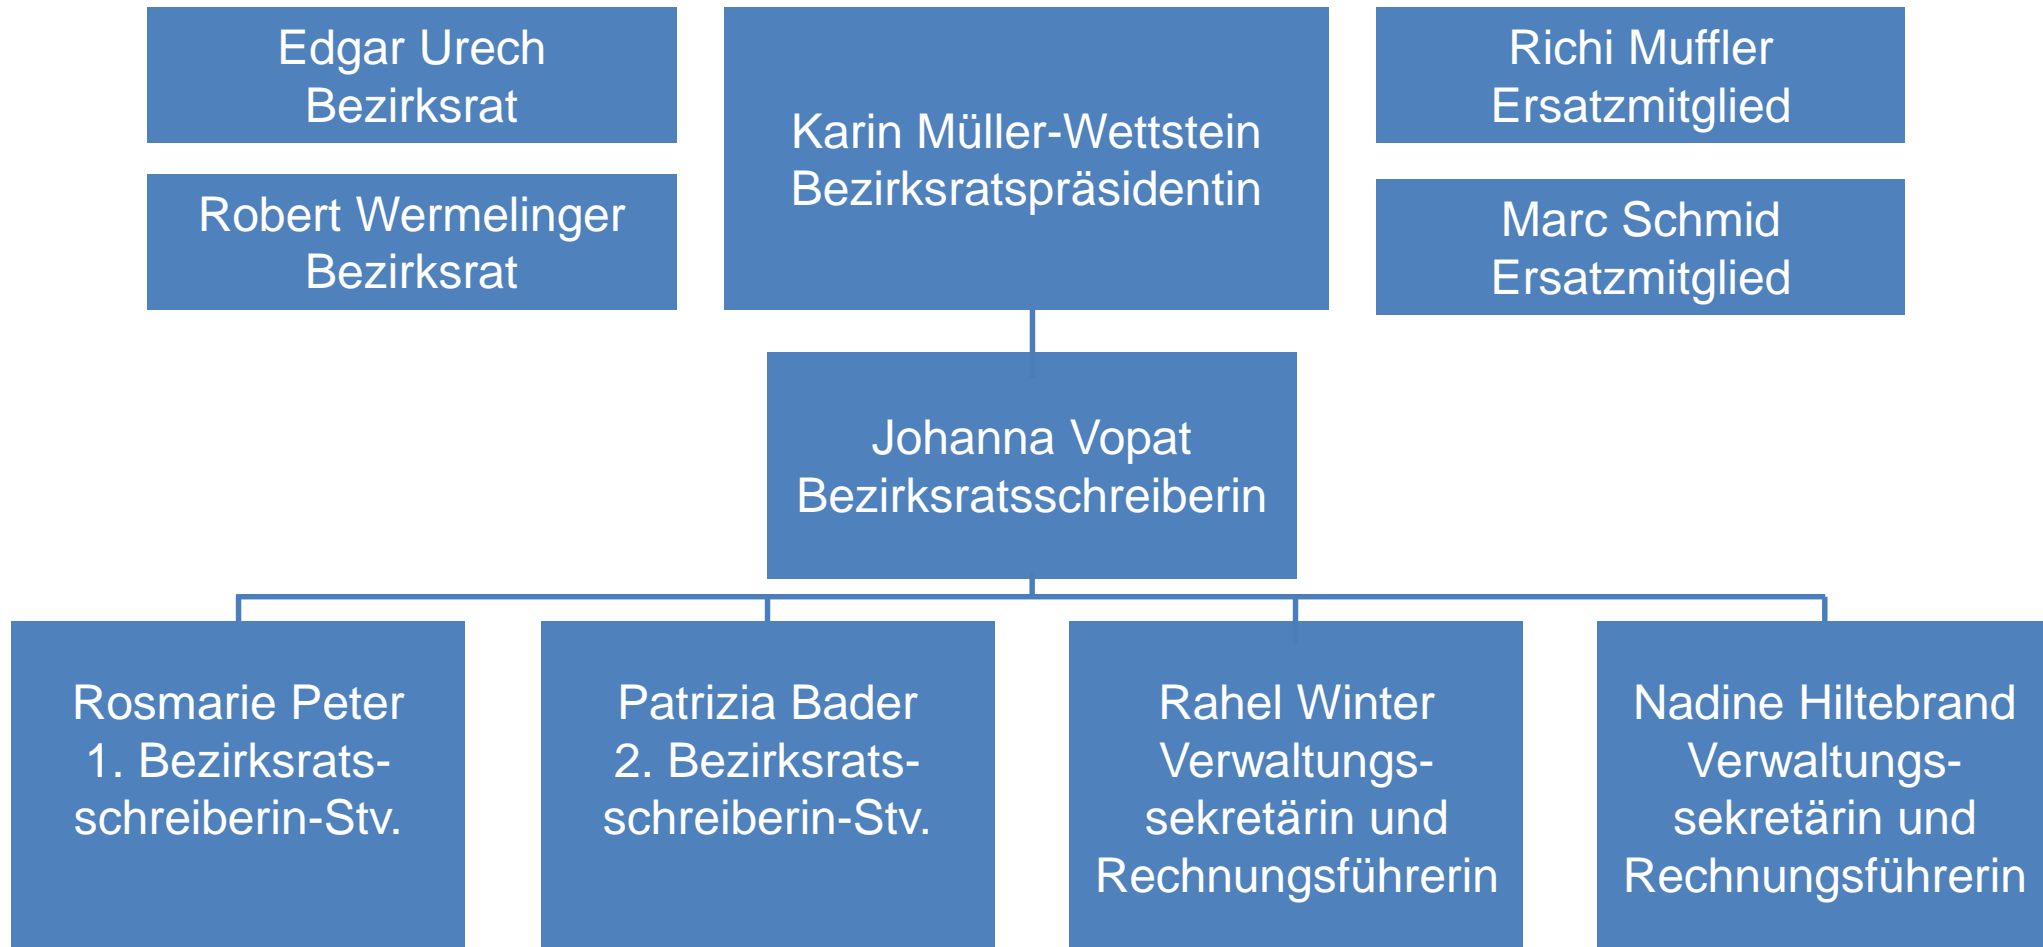 Edgar Urech
Bezirksrat
Robert Wermelinger
Bezirksrat
Karin Müller-Wettstein
Bezirksratspräsidentin
Richi Muffler
Ersatzmitglied
Marc Schmid
Ersatzmitglied
Johanna Vopat
Bezirksratsschreiberin
Rosmarie Peter
1. Bezirksrats-
schreiberin-Stv.
Patrizia Bader
2. Bezirksrats-
schreiberin-Stv.
Rahel Winter
Verwaltungs-
sekretärin und
Rechnungsführerin
Nadine Hiltebrand
Verwaltungs-
sekretärin und
Rechnungsführerin